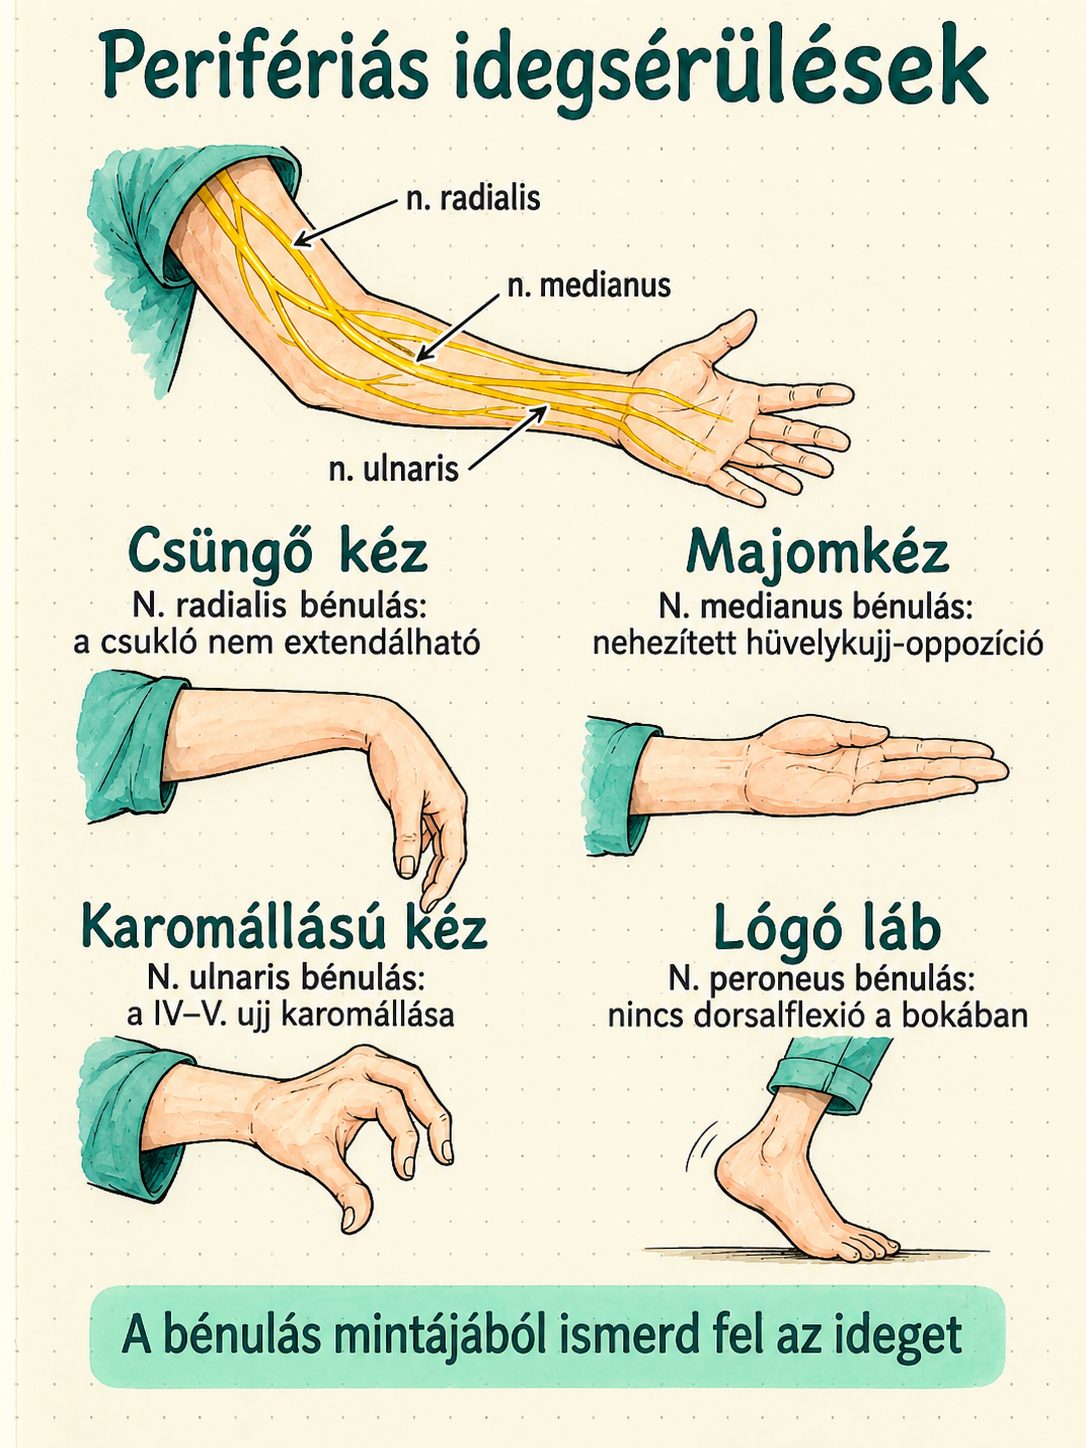 Perifériás idegsérülések
n. radialis
n. medianus
n. ulnaris
Csüngő kéz
N. radialis bénulás:
a csukló nem extendálható
Majomkéz
N. medianus bénulás:
nehezített hüvelykujj-oppozíció
Karomállású kéz
N. ulnaris bénulás:
a IV–V. ujj karomállása
Lógó láb
N. peroneus bénulás:
nincs dorsalflexió a bokában
A bénulás mintájából ismerd fel az ideget